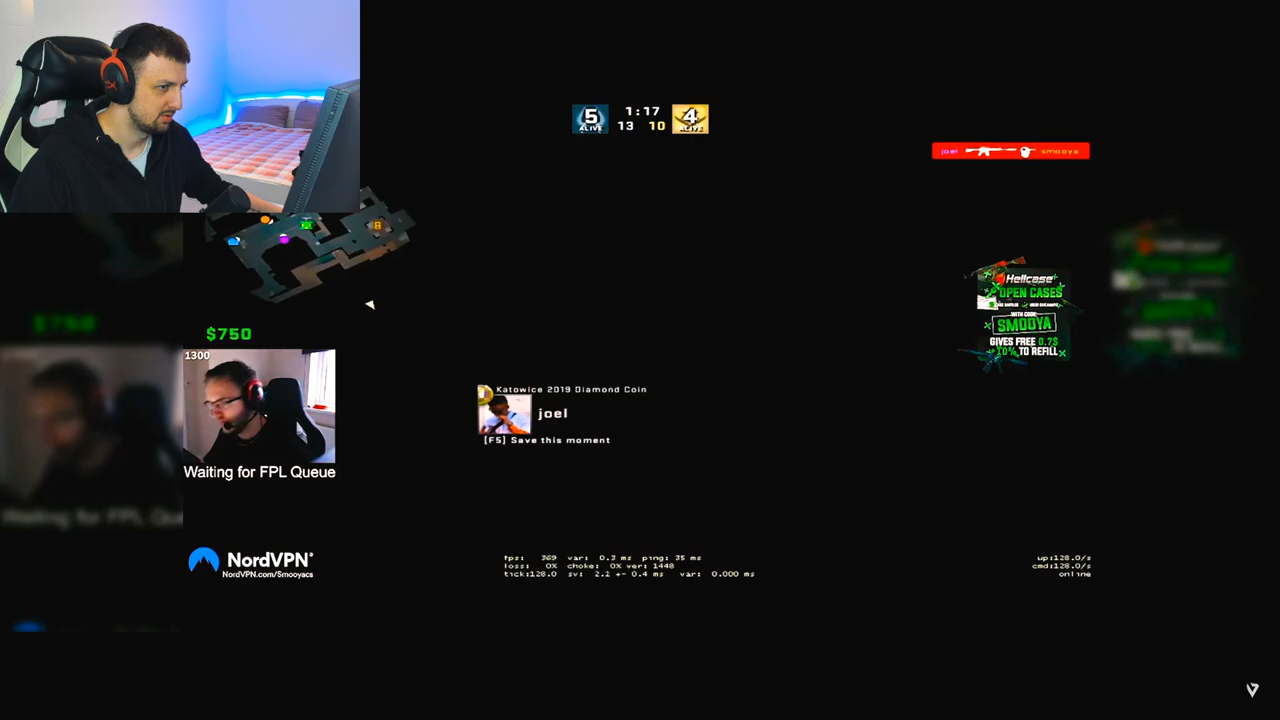 5
ALIVE
1:17
13 10
4
ALIVE
joel smooya
B
$750
1300
Waiting for FPL Queue
Hellcase
OPEN CASES
WITH CODE:
SMOOYA
GIVES FREE 0.7$
+10% TO REFILL
Katowice 2019 Diamond Coin
joel
[F5] Save this moment
NordVPN®
NordVPN.com/Smooyacs
fps: 369 var: 0.3 ms ping: 35 ms
loss: 0% choke: 0% ver: 1448
tick:128.0 sv: 2.2 +- 0.4 ms var: 0.000 ms
up:128.0/s
cmd:128.0/s
online